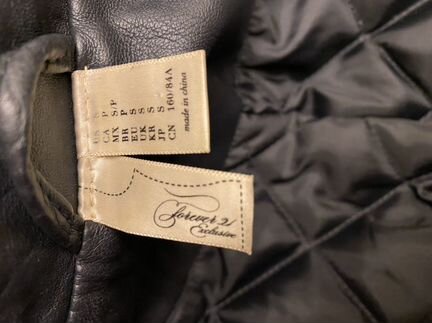 US S
CA S/P
MX S/P
BR P
EU S
UK S
KR S
JP S
CN 160/84A
made in china
Forever 21
Exclusive